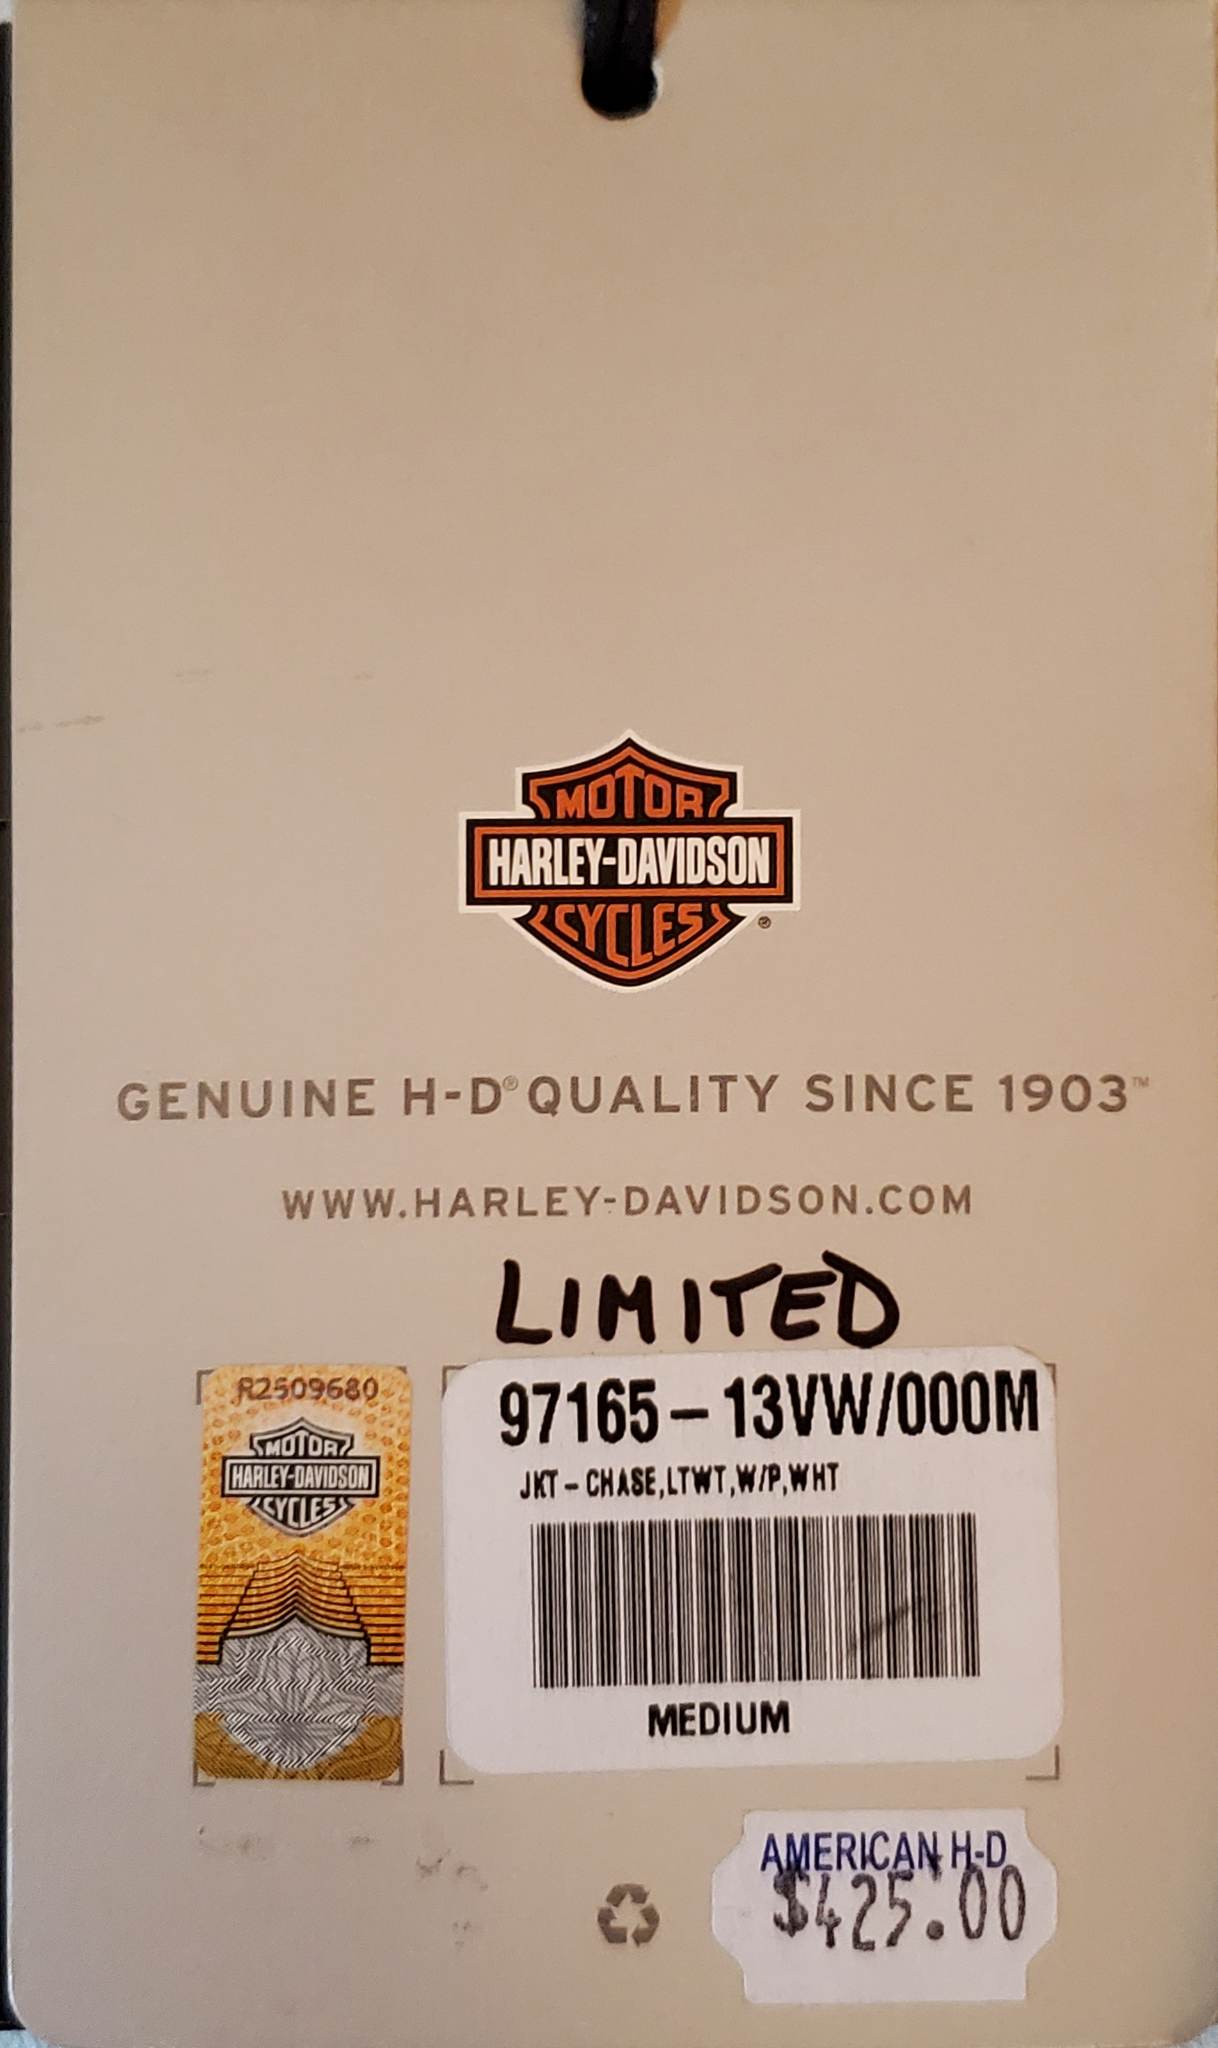 MOTOR
HARLEY-DAVIDSON
CYCLES
®
GENUINE H-D® QUALITY SINCE 1903™
WWW.HARLEY-DAVIDSON.COM
LIMITED
R2509680
MOTOR
HARLEY-DAVIDSON
CYCLES
97165-13VW/000M
JKT-CHASE,LTWT,W/P,WHT
MEDIUM
AMERICAN H-D
$425.00